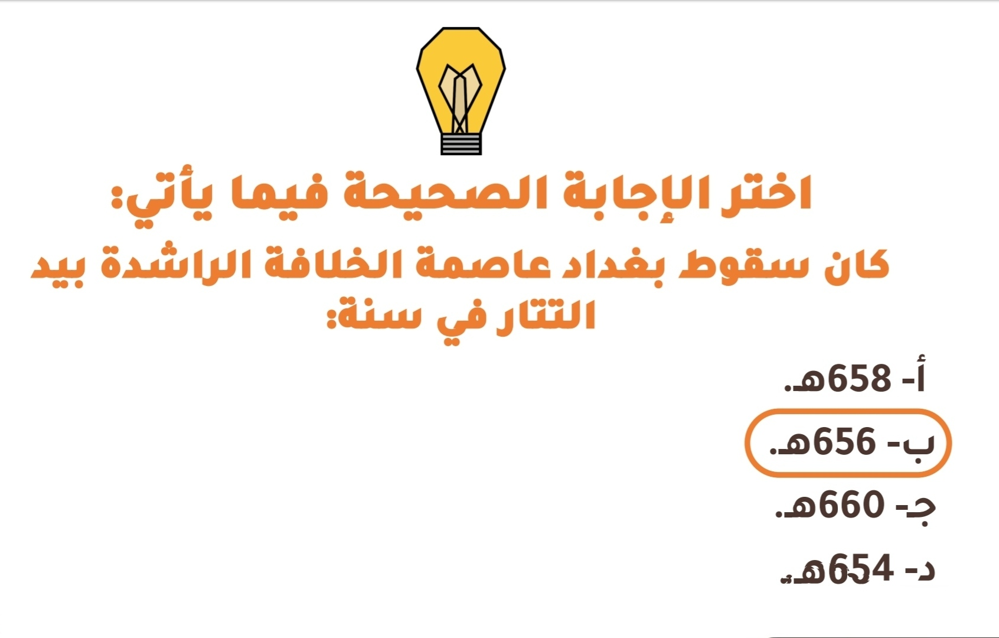 اختر الإجابة الصحيحة فيما يأتي:
كان سقوط بغداد عاصمة الخلافة الراشدة بيد
التتار في سنة:
أ- 658هـ.
ب- 656هـ.
جـ- 660هـ.
د- 654هـ.